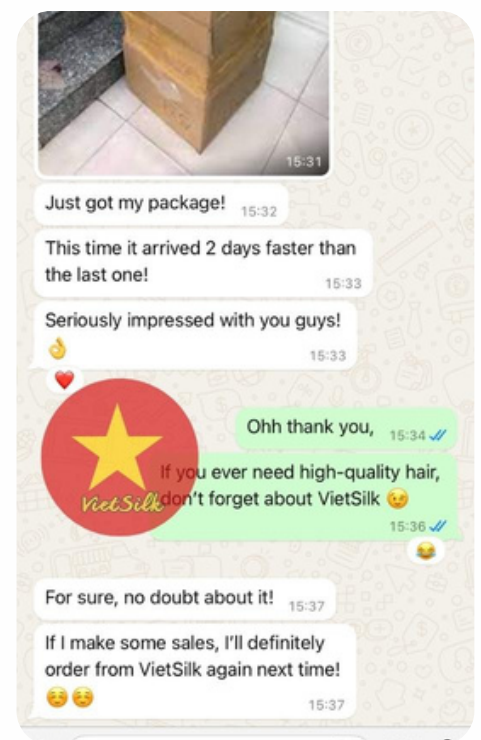 15:31
Just got my package! 15:32
This time it arrived 2 days faster than
the last one! 15:33
Seriously impressed with you guys!
👌 15:33
❤️
Ohh thank you, 15:34
If you ever need high-quality hair,
don't forget about VietSilk 😉
15:36
😂
VietSilk
For sure, no doubt about it! 15:37
If I make some sales, I'll definitely
order from VietSilk again next time!
☺️☺️ 15:37